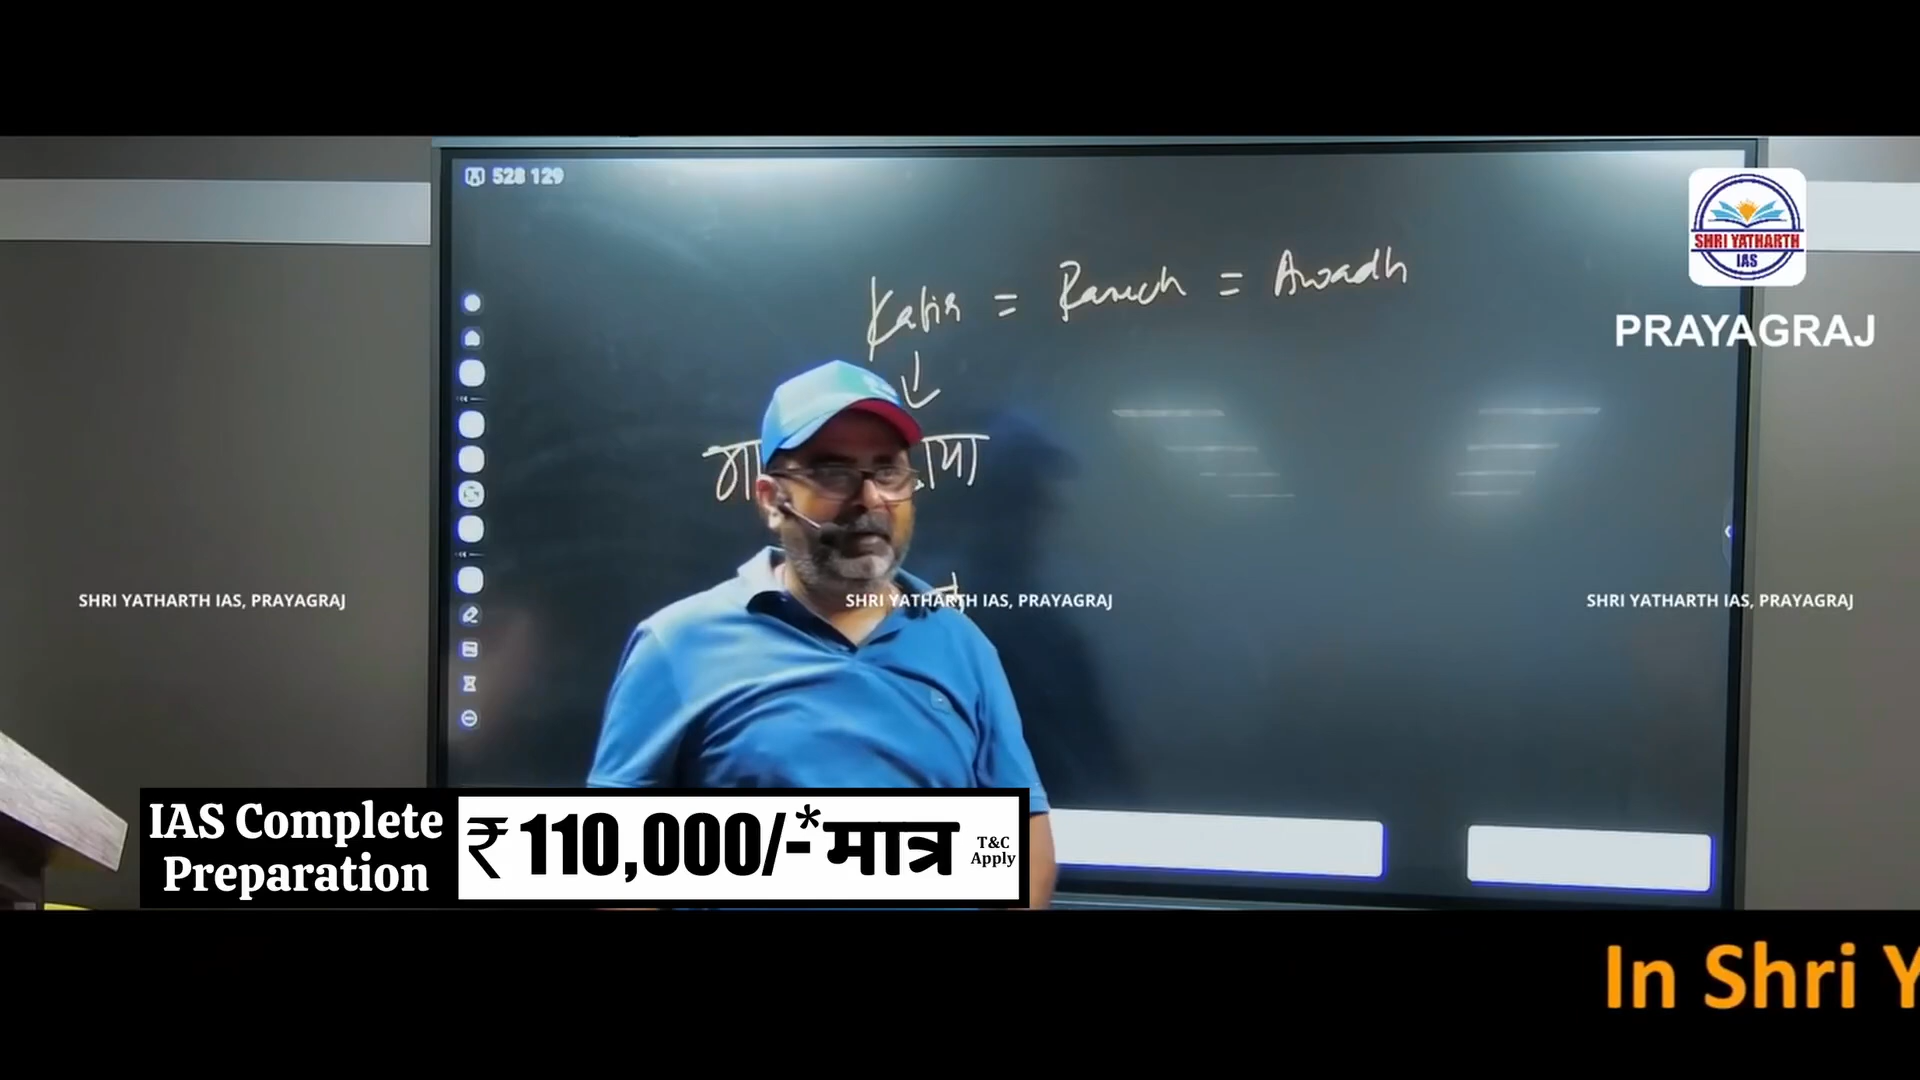 528 129
SHRI YATHARTH
IAS
PRAYAGRAJ
Kabir = Ramesh = Awadh
SHRI YATHARTH IAS, PRAYAGRAJ
SHRI YATHARTH IAS, PRAYAGRAJ
SHRI YATHARTH IAS, PRAYAGRAJ
IAS Complete
Preparation
₹110,000/-* मात्र
T&C
Apply
In Shri Y